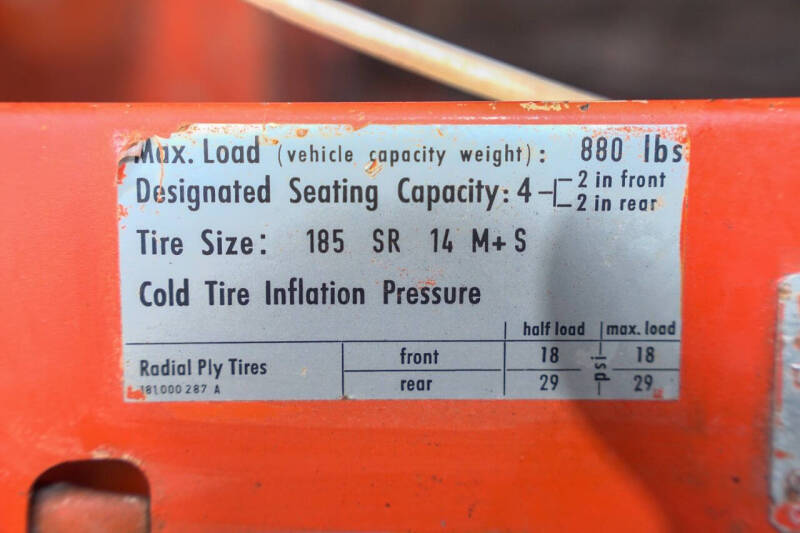 Max. Load (vehicle capacity weight): 880 lbs
Designated Seating Capacity: 4 2 in front
2 in rear
Tire Size: 185 SR 14 M+S
Cold Tire Inflation Pressure
half load max. load
Radial Ply Tires front 18 psi 18
rear 29 29
181.000 287 A